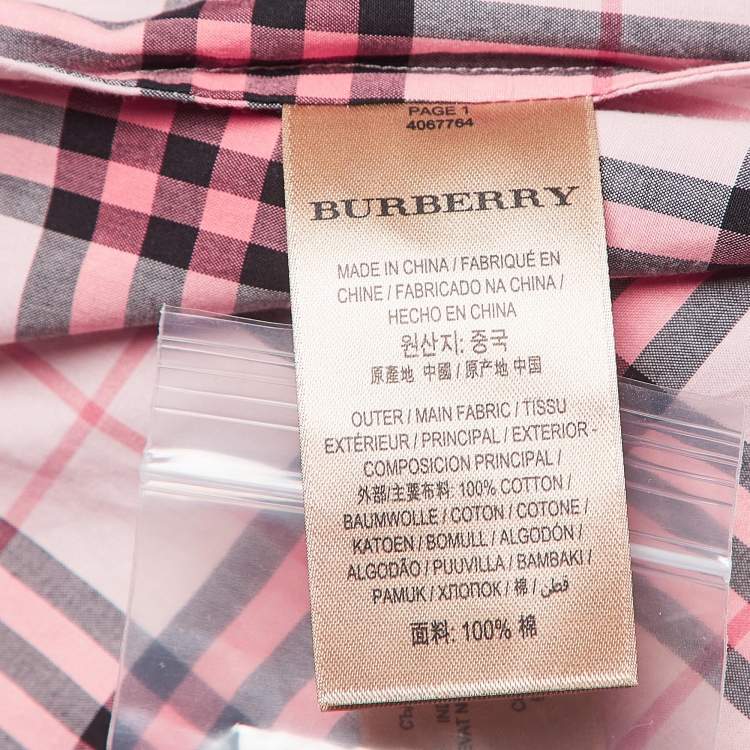 PAGE 1
4067764
BURBERRY
MADE IN CHINA / FABRIQUÉ EN
CHINE / FABRICADO NA CHINA /
HECHO EN CHINA
원산지: 중국
原產地 中國 / 原产地 中国
OUTER / MAIN FABRIC / TISSU
EXTÉRIEUR / PRINCIPAL / EXTERIOR -
COMPOSICION PRINCIPAL /
外部/主要布料: 100% COTTON /
BAUMWOLLE / COTON / COTONE /
KATOEN / BOMULL / ALGODÓN /
ALGODÃO / PUUVILLA / BAMBAKI /
PAMUK / ХЛОПОК / 棉 / قطن /
面料: 100% 棉